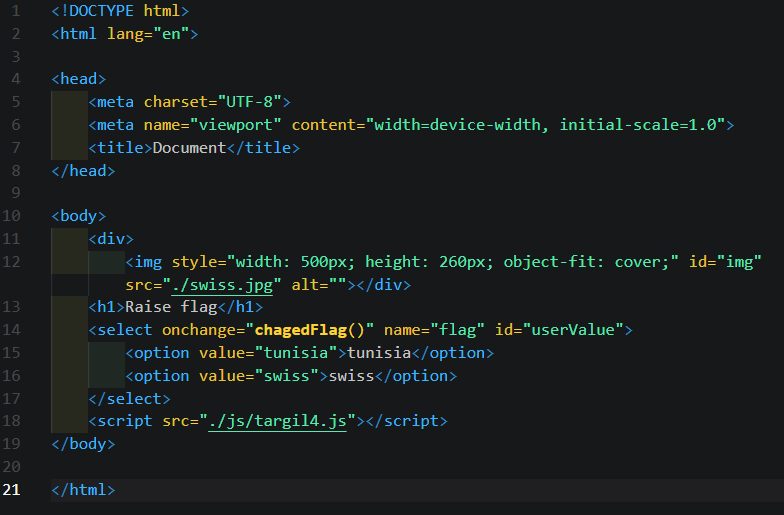 1 <!DOCTYPE html>
2 <html lang="en">
3
4 <head>
5 <meta charset="UTF-8">
6 <meta name="viewport" content="width=device-width, initial-scale=1.0">
7 <title>Document</title>
8 </head>
9
10 <body>
11 <div>
12 <img style="width: 500px; height: 260px; object-fit: cover;" id="img"
src="./swiss.jpg" alt=""></div>
13 <h1>Raise flag</h1>
14 <select onchange="chagedFlag()" name="flag" id="userValue">
15 <option value="tunisia">tunisia</option>
16 <option value="swiss">swiss</option>
17 </select>
18 <script src="./js/targil4.js"></script>
19 </body>
20
21 </html>